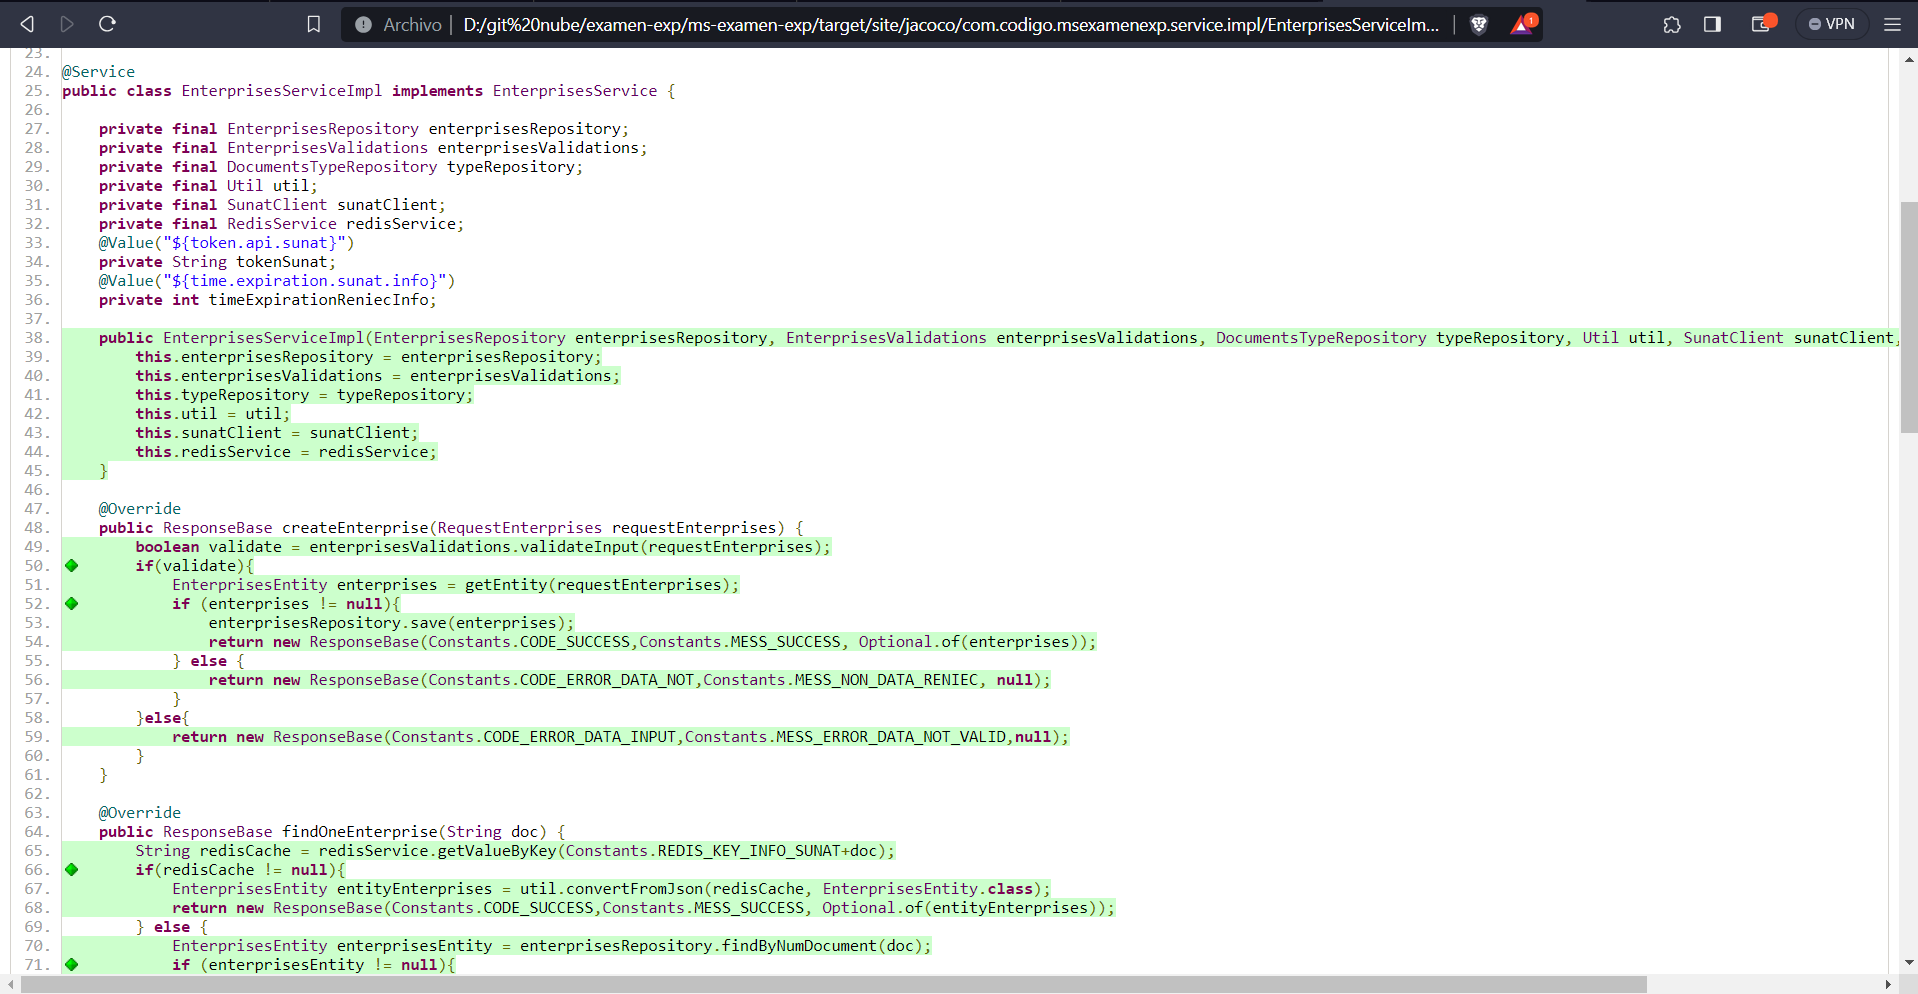 Archivo D:/git%20nube/examen-exp/ms-examen-exp/target/site/jacoco/com.codigo.msexamenexp.service.impl/EnterprisesServiceIm... 1 VPN
23.
24. @Service
25. public class EnterprisesServiceImpl implements EnterprisesService {
26.
27. private final EnterprisesRepository enterprisesRepository;
28. private final EnterprisesValidations enterprisesValidations;
29. private final DocumentsTypeRepository typeRepository;
30. private final Util util;
31. private final SunatClient sunatClient;
32. private final RedisService redisService;
33. @Value("${token.api.sunat}")
34. private String tokenSunat;
35. @Value("${time.expiration.sunat.info}")
36. private int timeExpirationReniecInfo;
37.
38. public EnterprisesServiceImpl(EnterprisesRepository enterprisesRepository, EnterprisesValidations enterprisesValidations, DocumentsTypeRepository typeRepository, Util util, SunatClient sunatClient,
39. this.enterprisesRepository = enterprisesRepository;
40. this.enterprisesValidations = enterprisesValidations;
41. this.typeRepository = typeRepository;
42. this.util = util;
43. this.sunatClient = sunatClient;
44. this.redisService = redisService;
45. }
46.
47. @Override
48. public ResponseBase createEnterprise(RequestEnterprises requestEnterprises) {
49. boolean validate = enterprisesValidations.validateInput(requestEnterprises);
50. if(validate){
51. EnterprisesEntity enterprises = getEntity(requestEnterprises);
52. if (enterprises != null){
53. enterprisesRepository.save(enterprises);
54. return new ResponseBase(Constants.CODE_SUCCESS,Constants.MESS_SUCCESS, Optional.of(enterprises));
55. } else {
56. return new ResponseBase(Constants.CODE_ERROR_DATA_NOT,Constants.MESS_NON_DATA_RENIEC, null);
57. }
58. }else{
59. return new ResponseBase(Constants.CODE_ERROR_DATA_INPUT,Constants.MESS_ERROR_DATA_NOT_VALID,null);
60. }
61. }
62.
63. @Override
64. public ResponseBase findOneEnterprise(String doc) {
65. String redisCache = redisService.getValueByKey(Constants.REDIS_KEY_INFO_SUNAT+doc);
66. if(redisCache != null){
67. EnterprisesEntity entityEnterprises = util.convertFromJson(redisCache, EnterprisesEntity.class);
68. return new ResponseBase(Constants.CODE_SUCCESS,Constants.MESS_SUCCESS, Optional.of(entityEnterprises));
69. } else {
70. EnterprisesEntity enterprisesEntity = enterprisesRepository.findByNumDocument(doc);
71. if (enterprisesEntity != null){